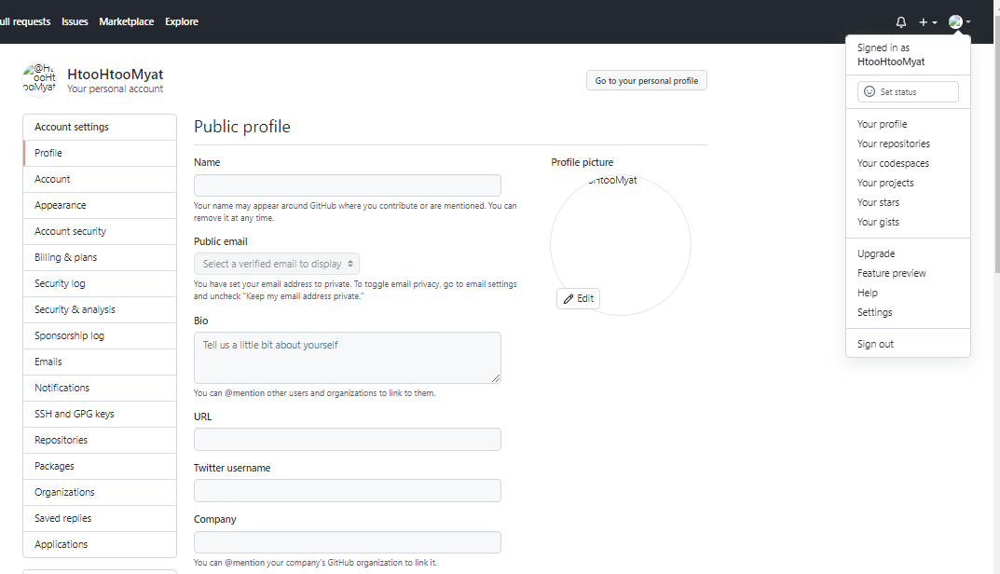 ull requests Issues Marketplace Explore
Signed in as
HtooHtooMyat
Set status
Your profile
Your repositories
Your codespaces
Your projects
Your stars
Your gists
Upgrade
Feature preview
Help
Settings
Sign out
@Ht
ooHt
ooMyat
HtooHtooMyat
Your personal account
Go to your personal profile
Account settings
Profile
Account
Appearance
Account security
Billing & plans
Security log
Security & analysis
Sponsorship log
Emails
Notifications
SSH and GPG keys
Repositories
Packages
Organizations
Saved replies
Applications
Public profile
Name
Your name may appear around GitHub where you contribute or are mentioned. You can
remove it at any time.
Public email
Select a verified email to display
You have set your email address to private. To toggle email privacy, go to email settings
and uncheck "Keep my email address private."
Bio
Tell us a little bit about yourself
You can @mention other users and organizations to link to them.
URL
Twitter username
Company
You can @mention your company's GitHub organization to link it.
Profile picture
HtooMyat
Edit